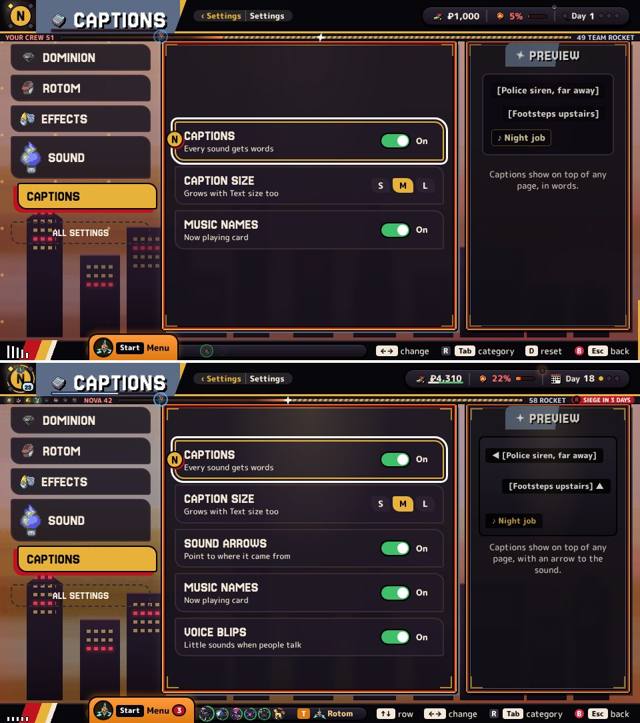 N
CAPTIONS
‹ Settings Settings
₽1,000
5%
Day 1
YOUR CREW 51
49 TEAM ROCKET
DOMINION
ROTOM
EFFECTS
SOUND
CAPTIONS
ALL SETTINGS
N
CAPTIONS
Every sound gets words
On
CAPTION SIZE
Grows with Text size too
S M L
MUSIC NAMES
Now playing card
On
PREVIEW
[Police siren, far away]
[Footsteps upstairs]
♪ Night job
Captions show on top of any
page, in words.
Start Menu
←→ change
R Tab category
D reset
B Esc back
N
CAPTIONS
‹ Settings Settings
₽4,310
22%
Day 18
NOVA 42
58 ROCKET
SIEGE IN 3 DAYS
DOMINION
ROTOM
EFFECTS
SOUND
CAPTIONS
ALL SETTINGS
N
CAPTIONS
Every sound gets words
On
CAPTION SIZE
Grows with Text size too
S M L
SOUND ARROWS
Point to where it came from
On
MUSIC NAMES
Now playing card
On
VOICE BLIPS
Little sounds when people talk
On
PREVIEW
◀ [Police siren, far away]
[Footsteps upstairs] ▲
♪ Night job
Captions show on top of any
page, with an arrow to the
sound.
Start Menu 3
T Rotom
↑↓ row
←→ change
R Tab category
B Esc back